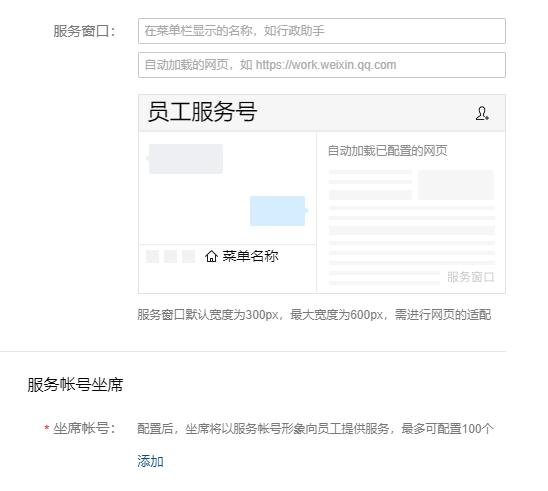 服务窗口：
在菜单栏显示的名称，如行政助手
自动加载的网页，如 https://work.weixin.qq.com
员工服务号
自动加载已配置的网页
菜单名称
服务窗口
服务窗口默认宽度为300px，最大宽度为600px，需进行网页的适配
服务帐号坐席
* 坐席帐号：
配置后，坐席将以服务帐号形象向员工提供服务，最多可配置100个
添加